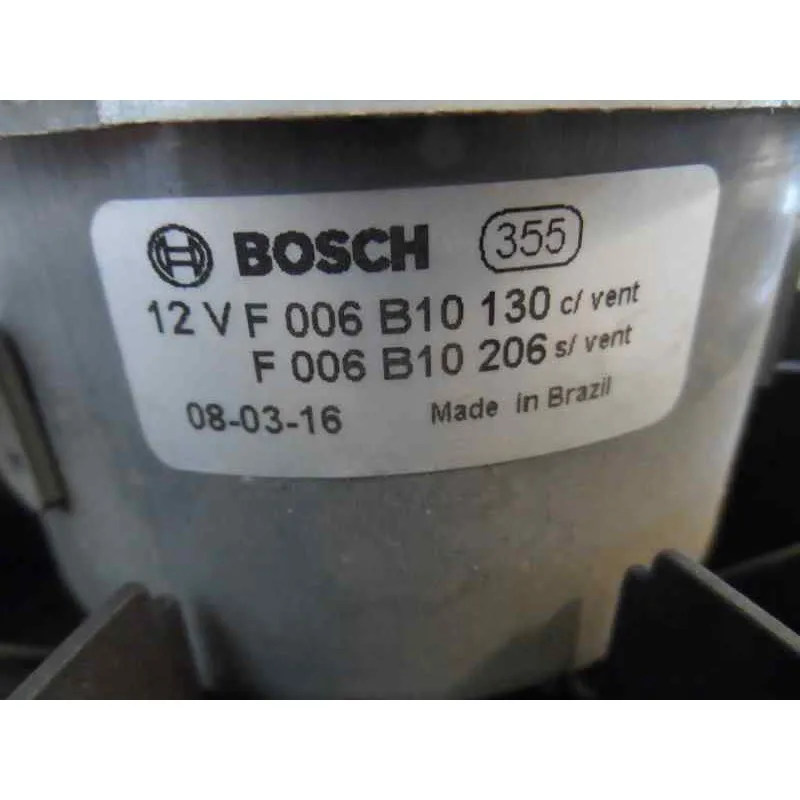 BOSCH 355
12 V F 006 B10 130 c/ vent
F 006 B10 206 s/ vent
08-03-16 Made in Brazil